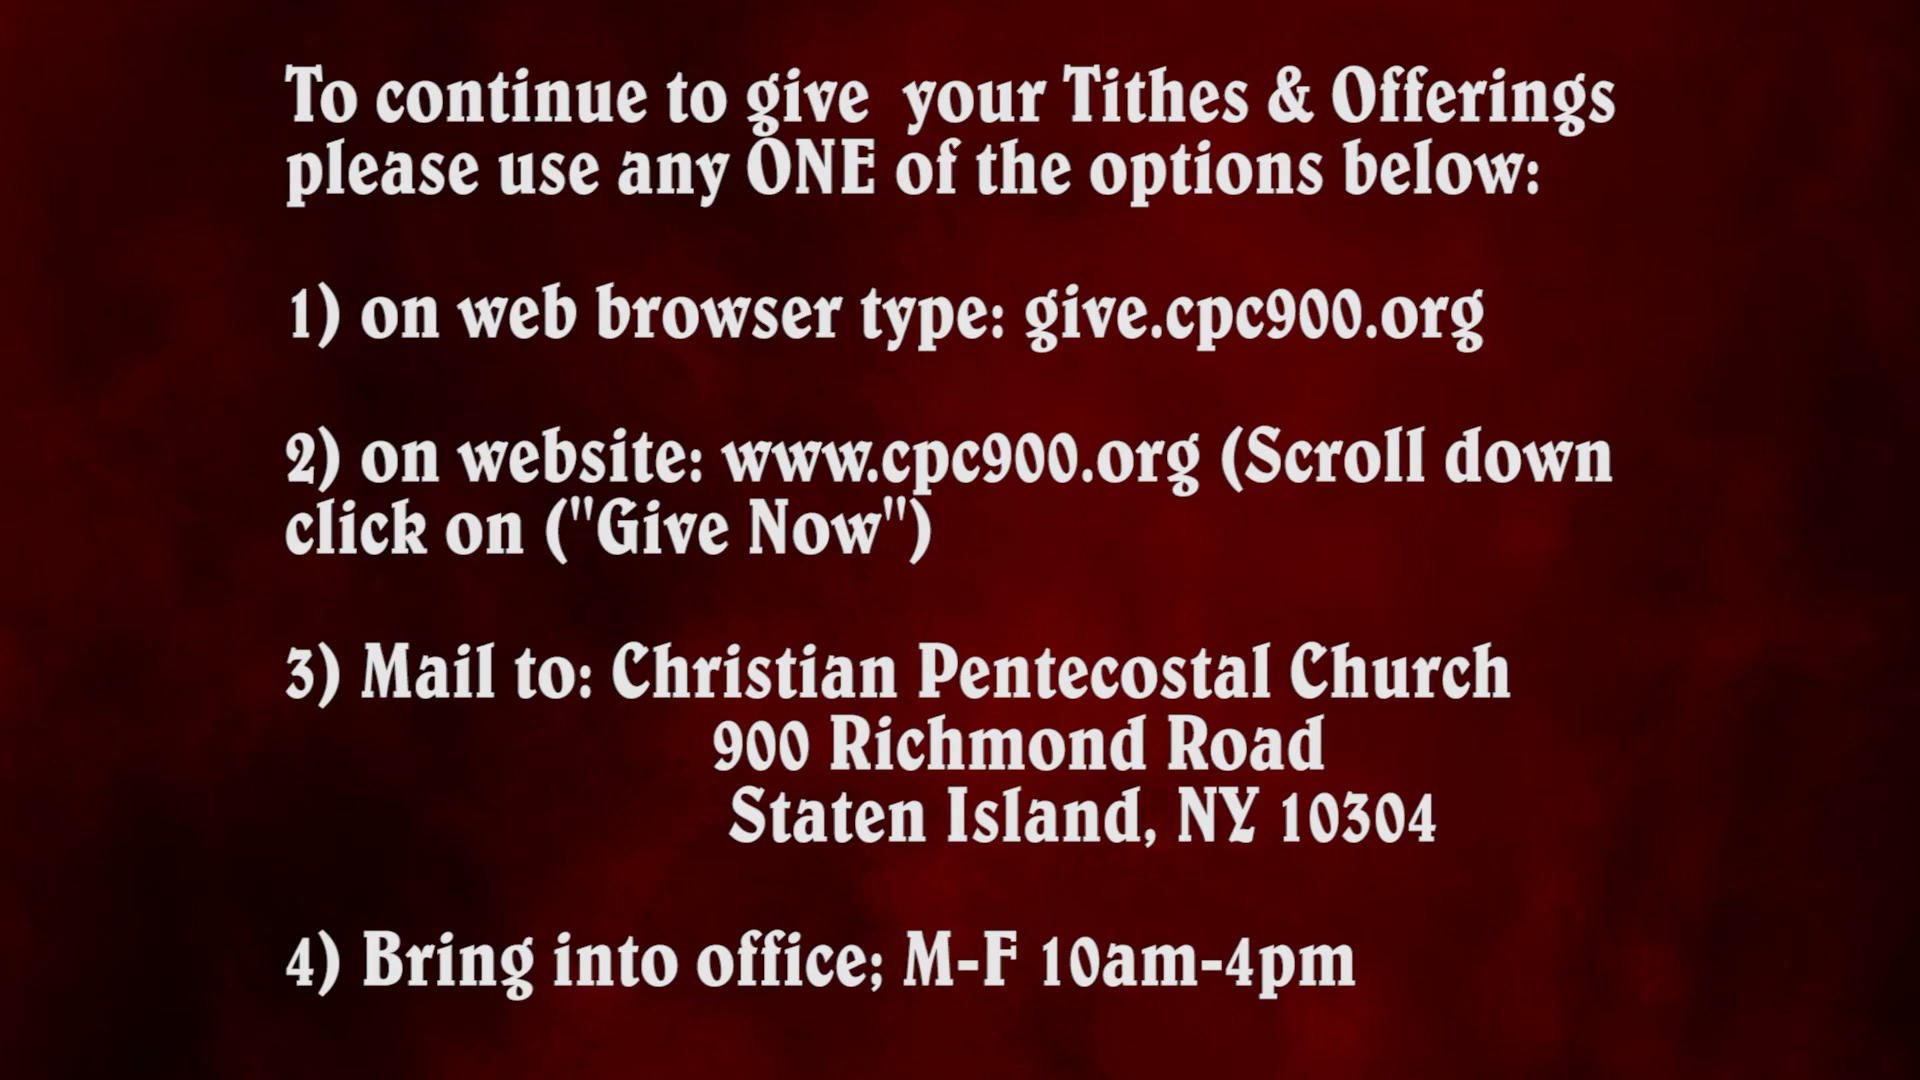 To continue to give  your Tithes & Offerings
please use any ONE of the options below:
1) on web browser type: give.cpc900.org
2) on website: www.cpc900.org (Scroll down
click on ("Give Now")
3) Mail to: Christian Pentecostal Church
900 Richmond Road
Staten Island, NY 10304
4) Bring into office; M-F 10am-4pm